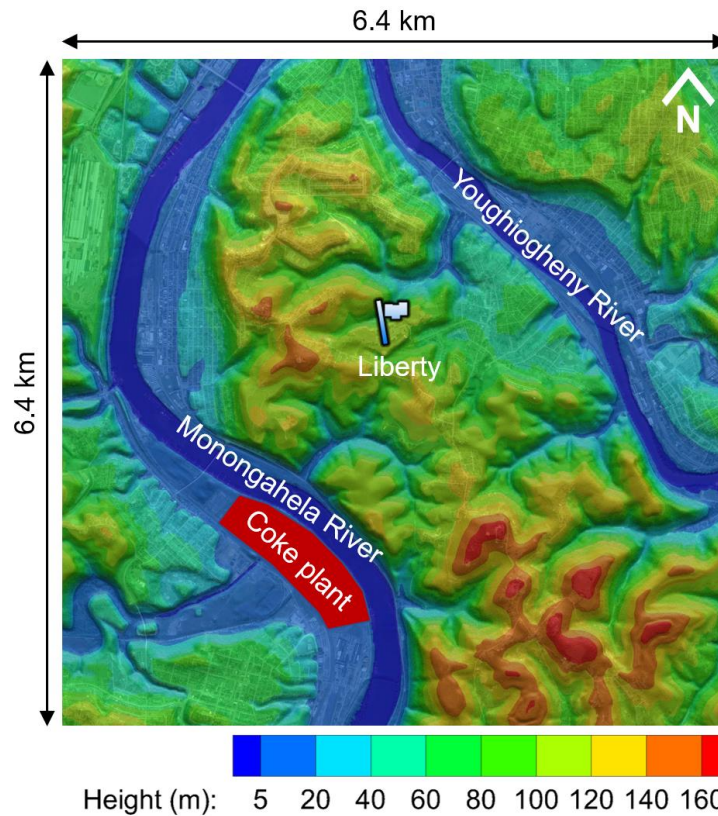 6.4 km
6.4 km
N
Youghiogheny River
Liberty
Monongahela River
Coke plant
Height (m): 5 20 40 60 80 100 120 140 160